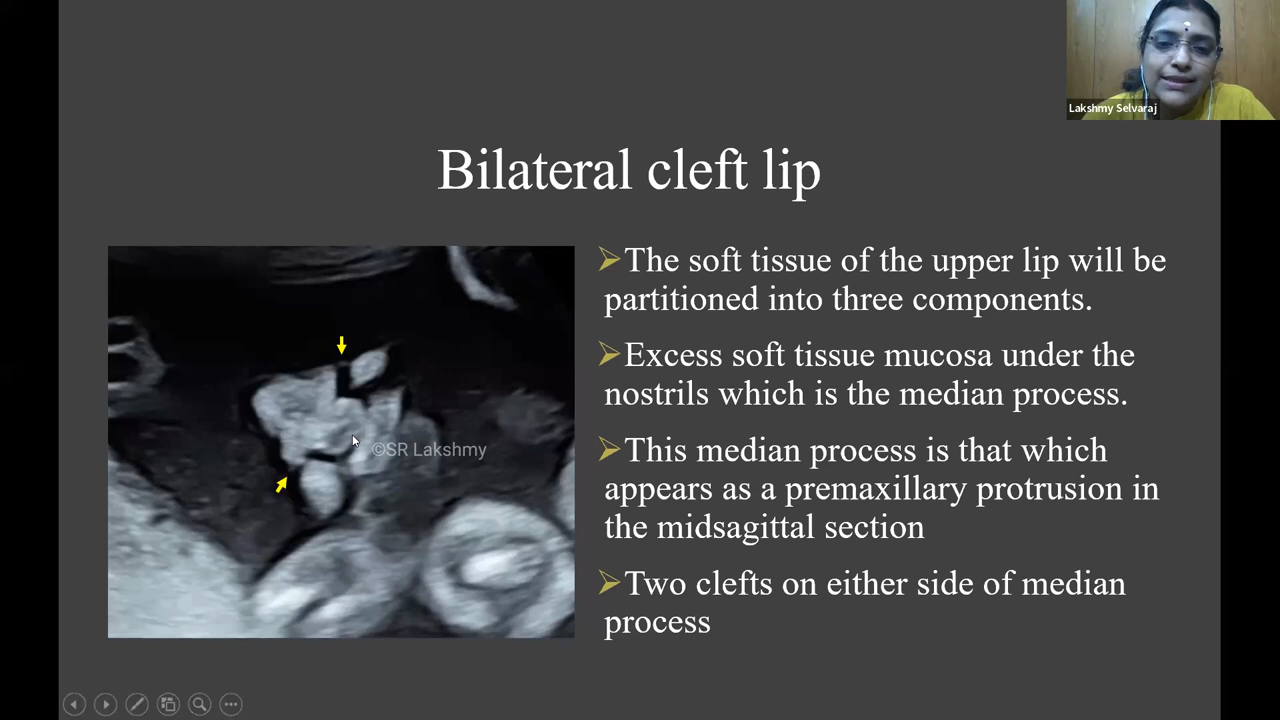 Lakshmy Selvaraj
Bilateral cleft lip
The soft tissue of the upper lip will be
partitioned into three components.
Excess soft tissue mucosa under the
nostrils which is the median process.
This median process is that which
appears as a premaxillary protrusion in
the midsagittal section
Two clefts on either side of median
process
©SR Lakshmy